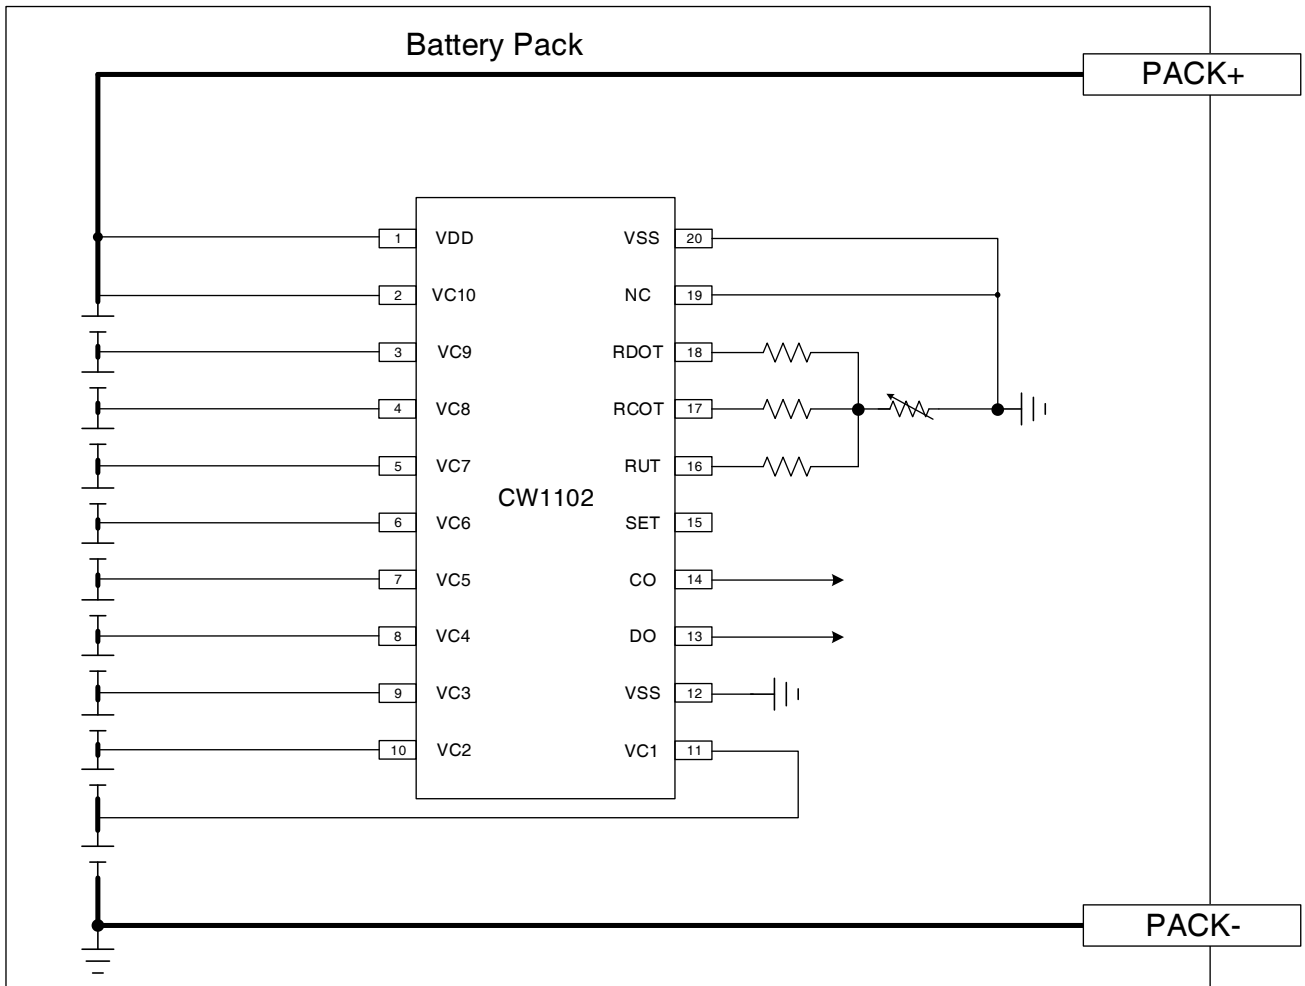 Battery Pack
PACK+
1 VDD VSS 20
2 VC10 NC 19
3 VC9 RDOT 18
4 VC8 RCOT 17
5 VC7 RUT 16
CW1102
6 VC6 SET 15
7 VC5 CO 14
8 VC4 DO 13
9 VC3 VSS 12
10 VC2 VC1 11
PACK-